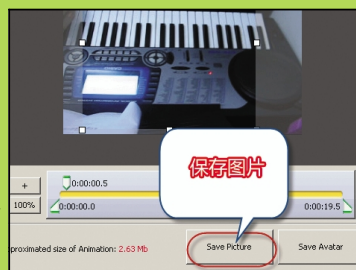 保存图片
+
0:00:00.5
100%
0:00:00.0
0:00:19.5
proximated size of Animation: 2.63 Mb
Save Picture
Save Avatar